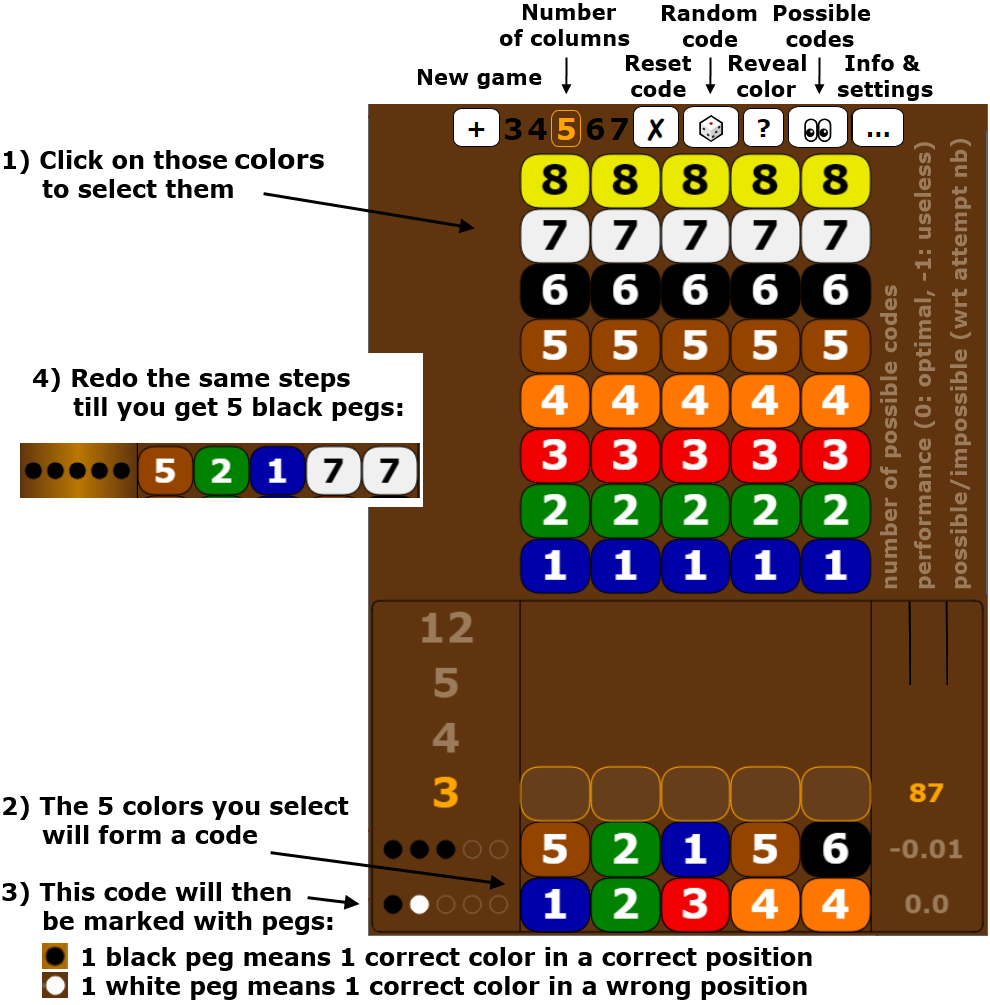 Number
of columns
Random
code
Possible
codes
New game
Reset
code
Reveal
color
Info &
settings
+ 3 4 5 6 7 ✗ ? ...
1) Click on those colors
to select them
8 8 8 8 8
7 7 7 7 7
6 6 6 6 6
5 5 5 5 5
4 4 4 4 4
3 3 3 3 3
2 2 2 2 2
1 1 1 1 1
number of possible codes
performance (0: optimal, -1: useless)
possible/impossible (wrt attempt nb)
4) Redo the same steps
till you get 5 black pegs:
5 2 1 7 7
12
5
4
3 87
5 2 1 5 6 -0.01
1 2 3 4 4 0.0
2) The 5 colors you select
will form a code
3) This code will then
be marked with pegs:
1 black peg means 1 correct color in a correct position
1 white peg means 1 correct color in a wrong position